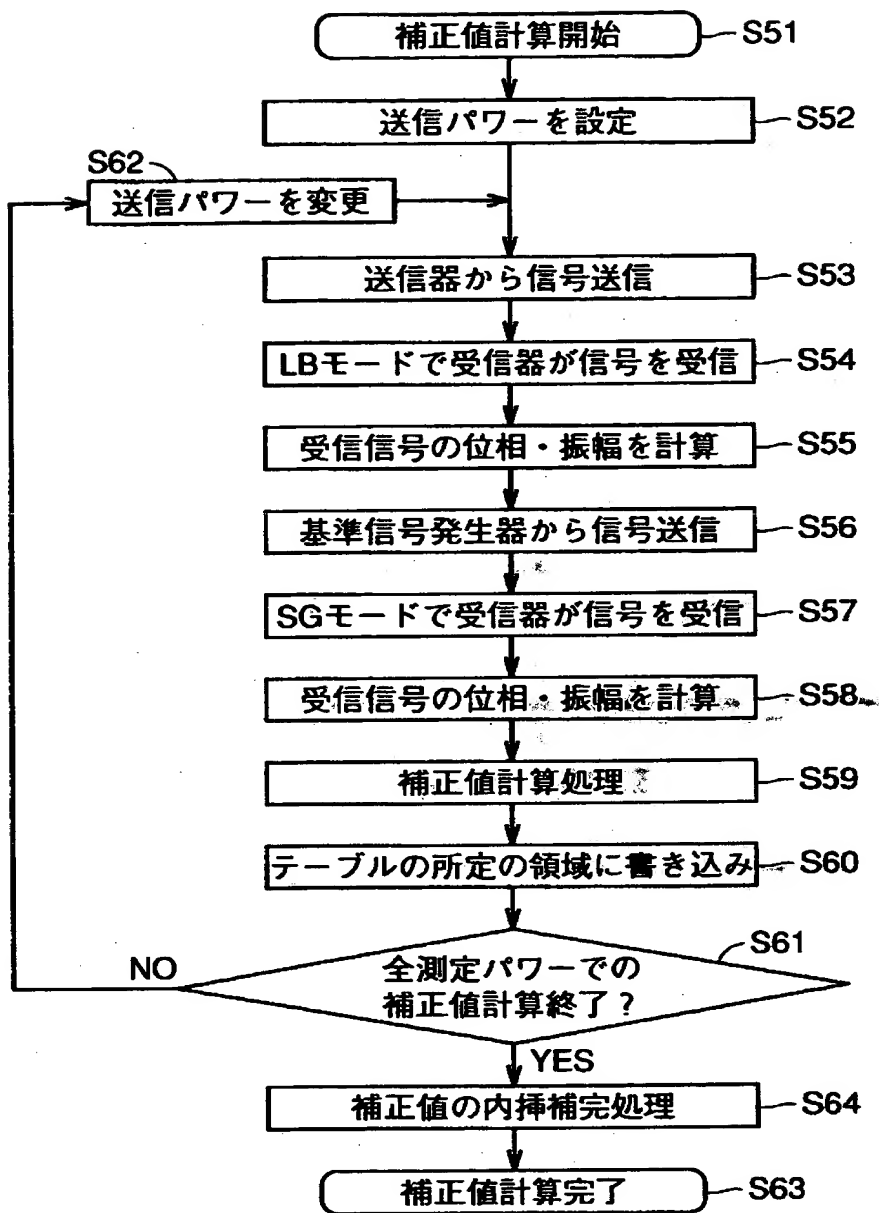 補正値計算開始 S51
送信パワーを設定 S52
S62
送信パワーを変更
送信器から信号送信 S53
LBモードで受信器が信号を受信 S54
受信信号の位相・振幅を計算 S55
基準信号発生器から信号送信 S56
SGモードで受信器が信号を受信 S57
受信信号の位相・振幅を計算 S58
補正値計算処理 S59
テーブルの所定の領域に書き込み S60
S61
NO
全測定パワーでの
補正値計算終了？
YES
補正値の内挿補完処理 S64
補正値計算完了 S63